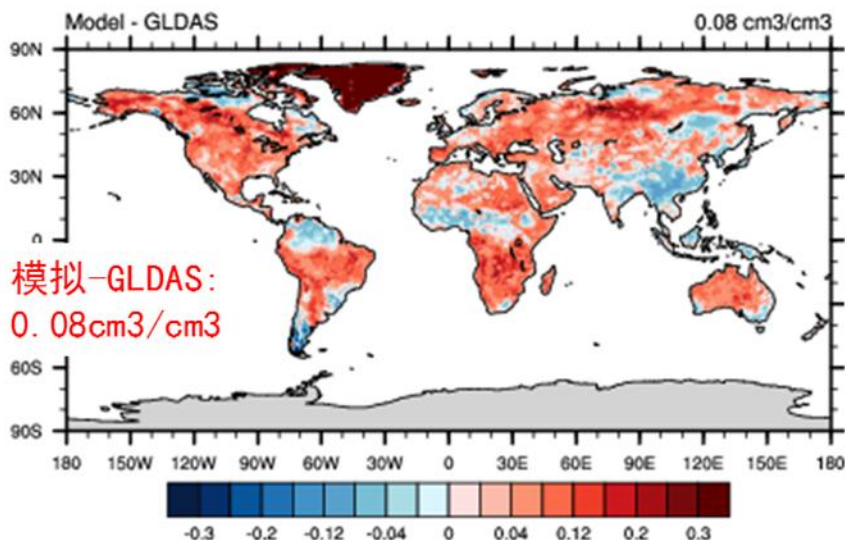 Model - GLDAS 0.08 cm3/cm3
90N
60N
30N
0
模拟-GLDAS:
0.08cm3/cm3
60S
90S
180 150W 120W 90W 60W 30W 0 30E 60E 90E 120E 150E 180
-0.3 -0.2 -0.12 -0.04 0 0.04 0.12 0.2 0.3